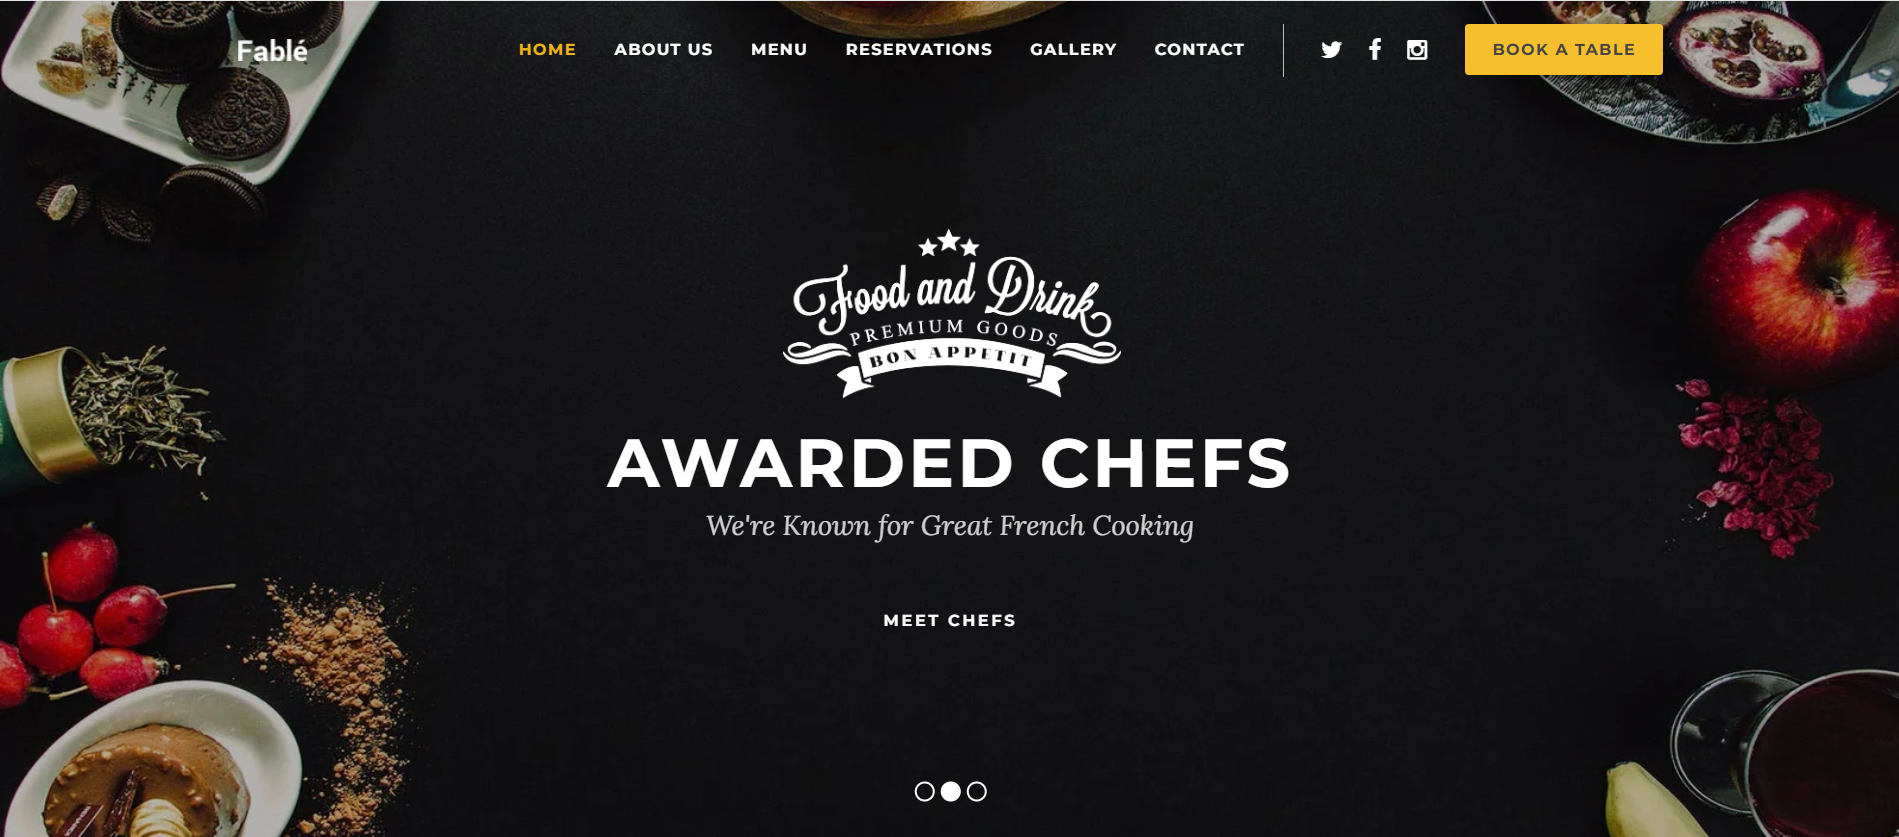 Fablé
HOME ABOUT US MENU RESERVATIONS GALLERY CONTACT BOOK A TABLE
Food and Drink
PREMIUM GOODS
BON APPETIT
AWARDED CHEFS
We're Known for Great French Cooking
MEET CHEFS